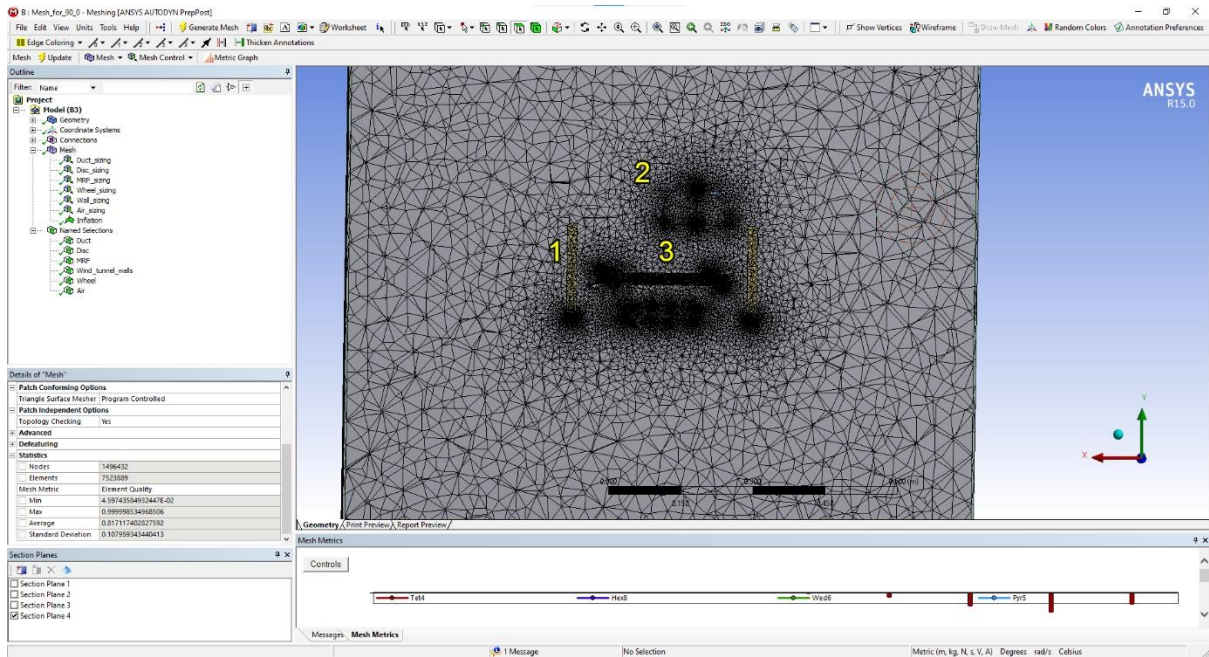 B : Mesh_for_90_0 - Meshing [ANSYS AUTODYN PrepPost]
File Edit View Units Tools Help Generate Mesh Worksheet Show Vertices Wireframe Show Mesh Random Colors Annotation Preferences
Edge Coloring Thicken Annotations
Mesh Update Mesh Mesh Control Metric Graph
Outline
Filter: Name
Project
Model (B3)
Geometry
Coordinate Systems
Connections
Mesh
Duct_sizing
Disc_sizing
MRF_sizing
Wheel_sizing
Wall_sizing
Air_sizing
Inflation
Named Selections
Duct
Disc
MRF
Wind_tunnel_walls
Wheel
Air
Details of "Mesh"
Patch Conforming Options
Triangle Surface Mesher Program Controlled
Patch Independent Options
Topology Checking Yes
Advanced
Defeaturing
Statistics
Nodes 1496432
Elements 7523889
Mesh Metric Element Quality
Min 4.59743584932447E-02
Max 0.999998534968506
Average 0.817117402827592
Standard Deviation 0.107959343440413
Section Planes
Section Plane 1
Section Plane 2
Section Plane 3
Section Plane 4
ANSYS
R15.0
2
1
3
Y
X
0.000 0.300 (m)
0.150
Geometry Print Preview Report Preview
Mesh Metrics
Controls
Tet4 Hex8 Wed6 Pyr5
Messages Mesh Metrics
1 Message No Selection Metric (m, kg, N, s, V, A) Degrees rad/s Celsius